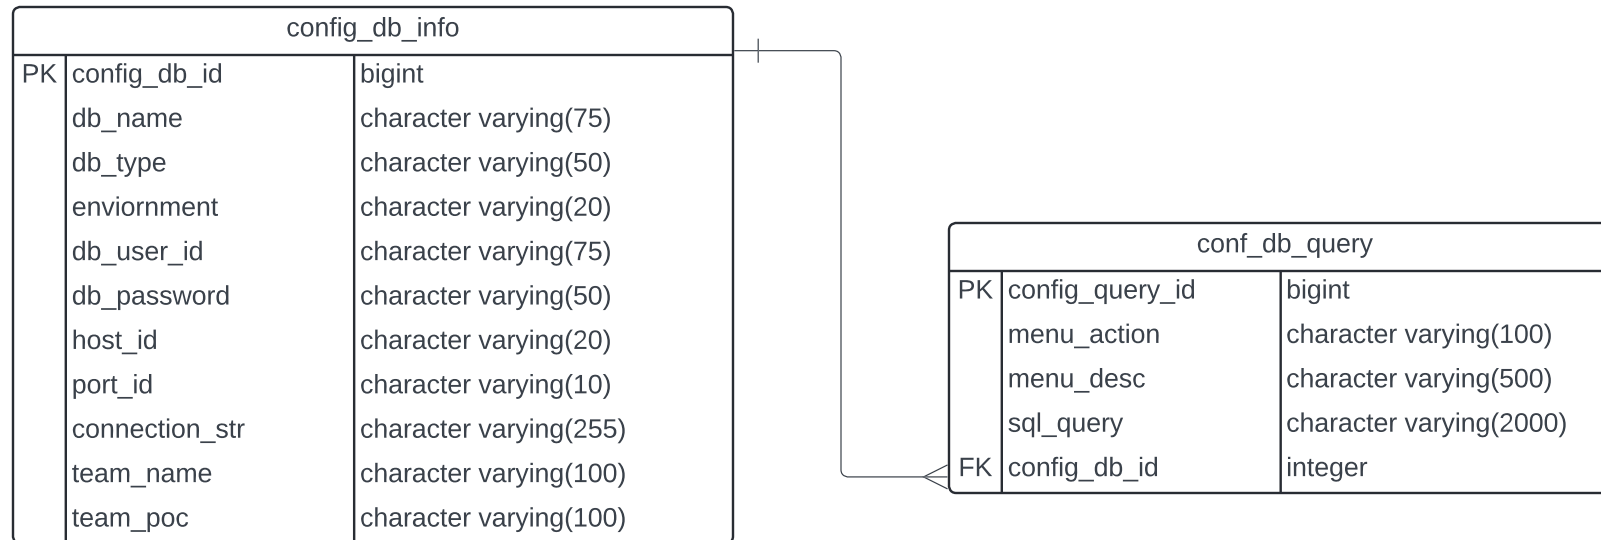 config_db_info
PK config_db_id bigint
db_name character varying(75)
db_type character varying(50)
enviornment character varying(20)
db_user_id character varying(75)
db_password character varying(50)
host_id character varying(20)
port_id character varying(10)
connection_str character varying(255)
team_name character varying(100)
team_poc character varying(100)
conf_db_query
PK config_query_id bigint
menu_action character varying(100)
menu_desc character varying(500)
sql_query character varying(2000)
FK config_db_id integer